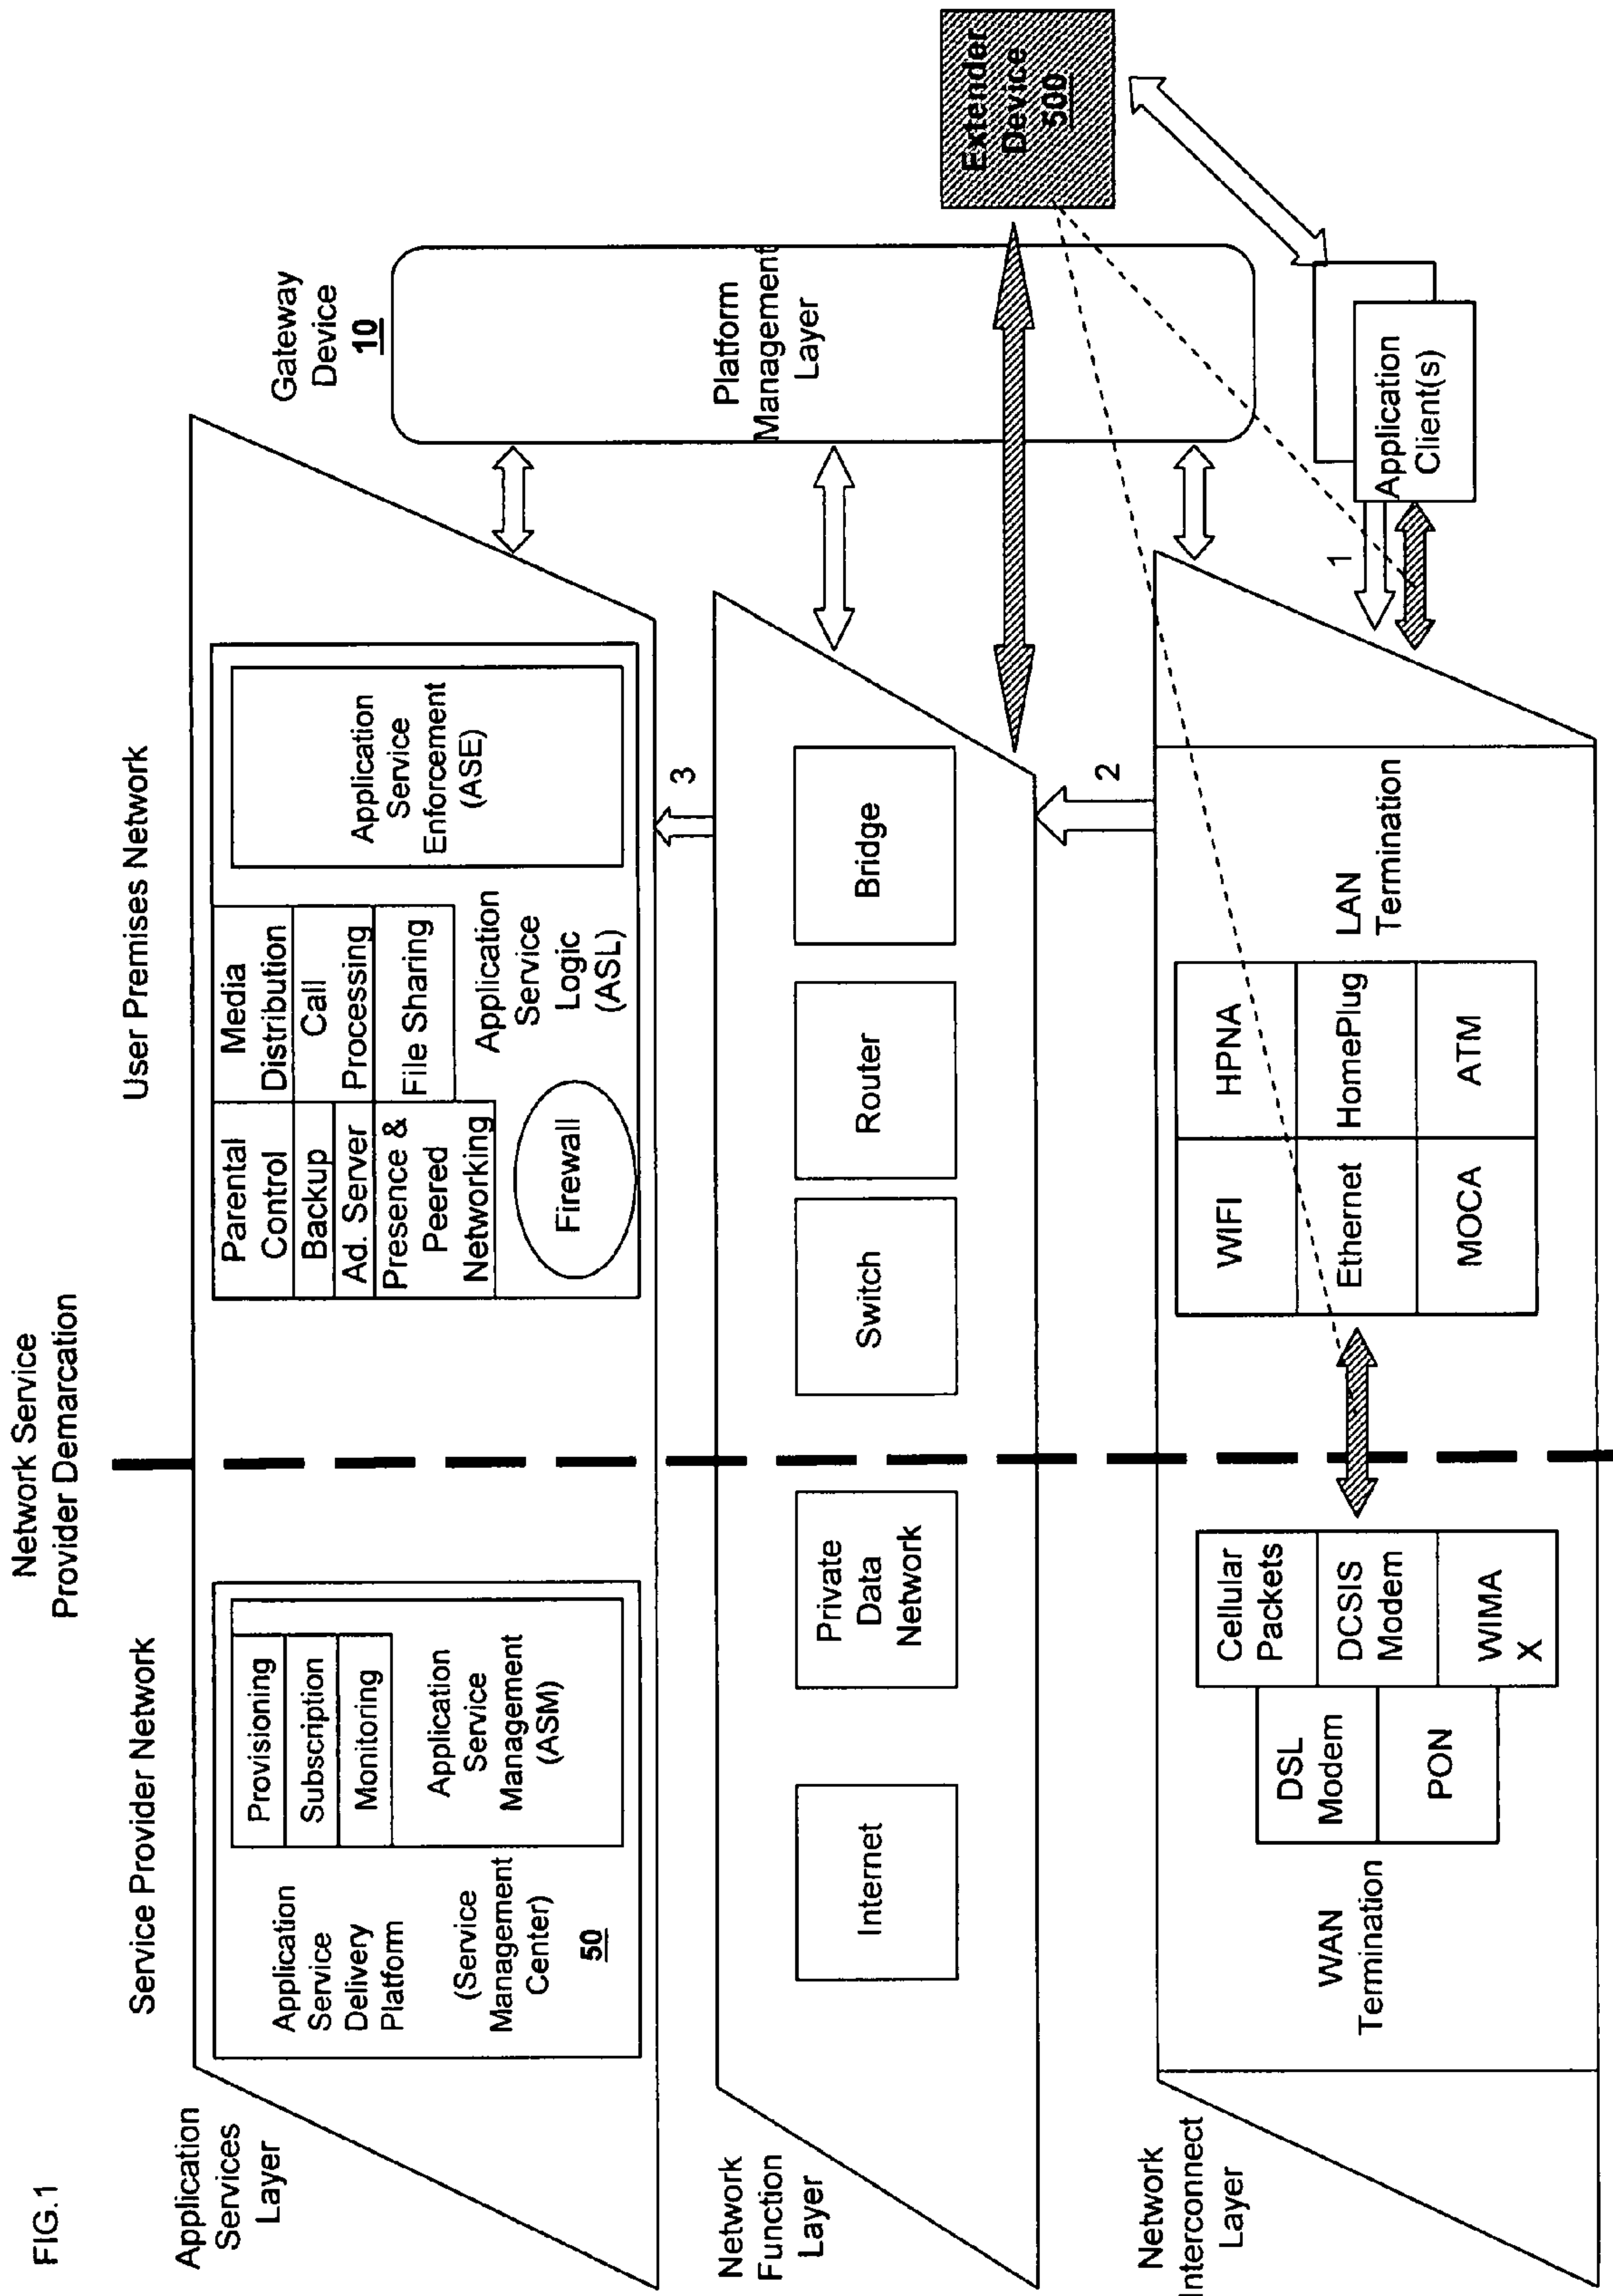 FIG.1
Network Service
Provider Demarcation
Service Provider Network
User Premises Network
Gateway
Device
10
Application
Services
Layer
Application
Service
Delivery
Platform
(Service
Management
Center)
50
Provisioning
Subscription
Monitoring
Application
Service
Management
(ASM)
Parental
Control
Backup
Ad. Server
Presence &
Peered
Networking
Media
Distribution
Call
Processing
File Sharing
Application
Service
Logic
(ASL)
Firewall
Application
Service
Enforcement
(ASE)
Platform
Management
Layer
3
Network
Function
Layer
Internet
Private
Data
Network
Switch
Router
Bridge
Extender
Device
500
2
Network
Interconnect
Layer
WAN
Termination
DSL
Modem
PON
Cellular
Packets
DCSIS
Modem
WIMA
X
WIFI
HPNA
Ethernet
HomePlug
MOCA
ATM
LAN
Termination
1
Application
Client(s)